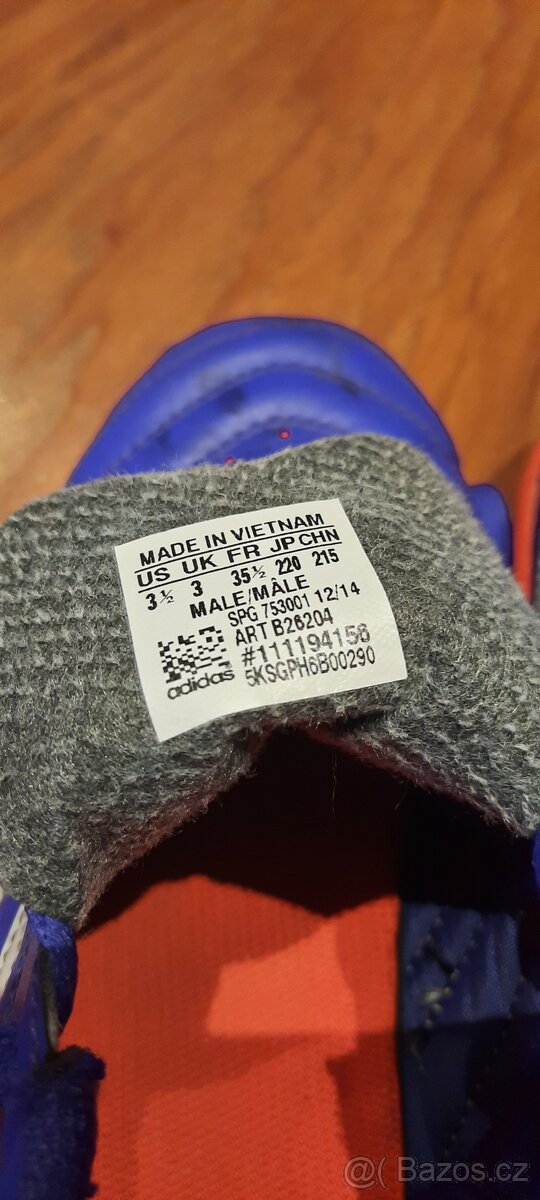 MADE IN VIETNAM
US UK FR JP CHN
3½ 3 35½ 220 215
MALE/MÂLE
SPG 753001 12/14
ART B26204
#111194156
5KSGPH6B00290
adidas
@( Bazoš.cz